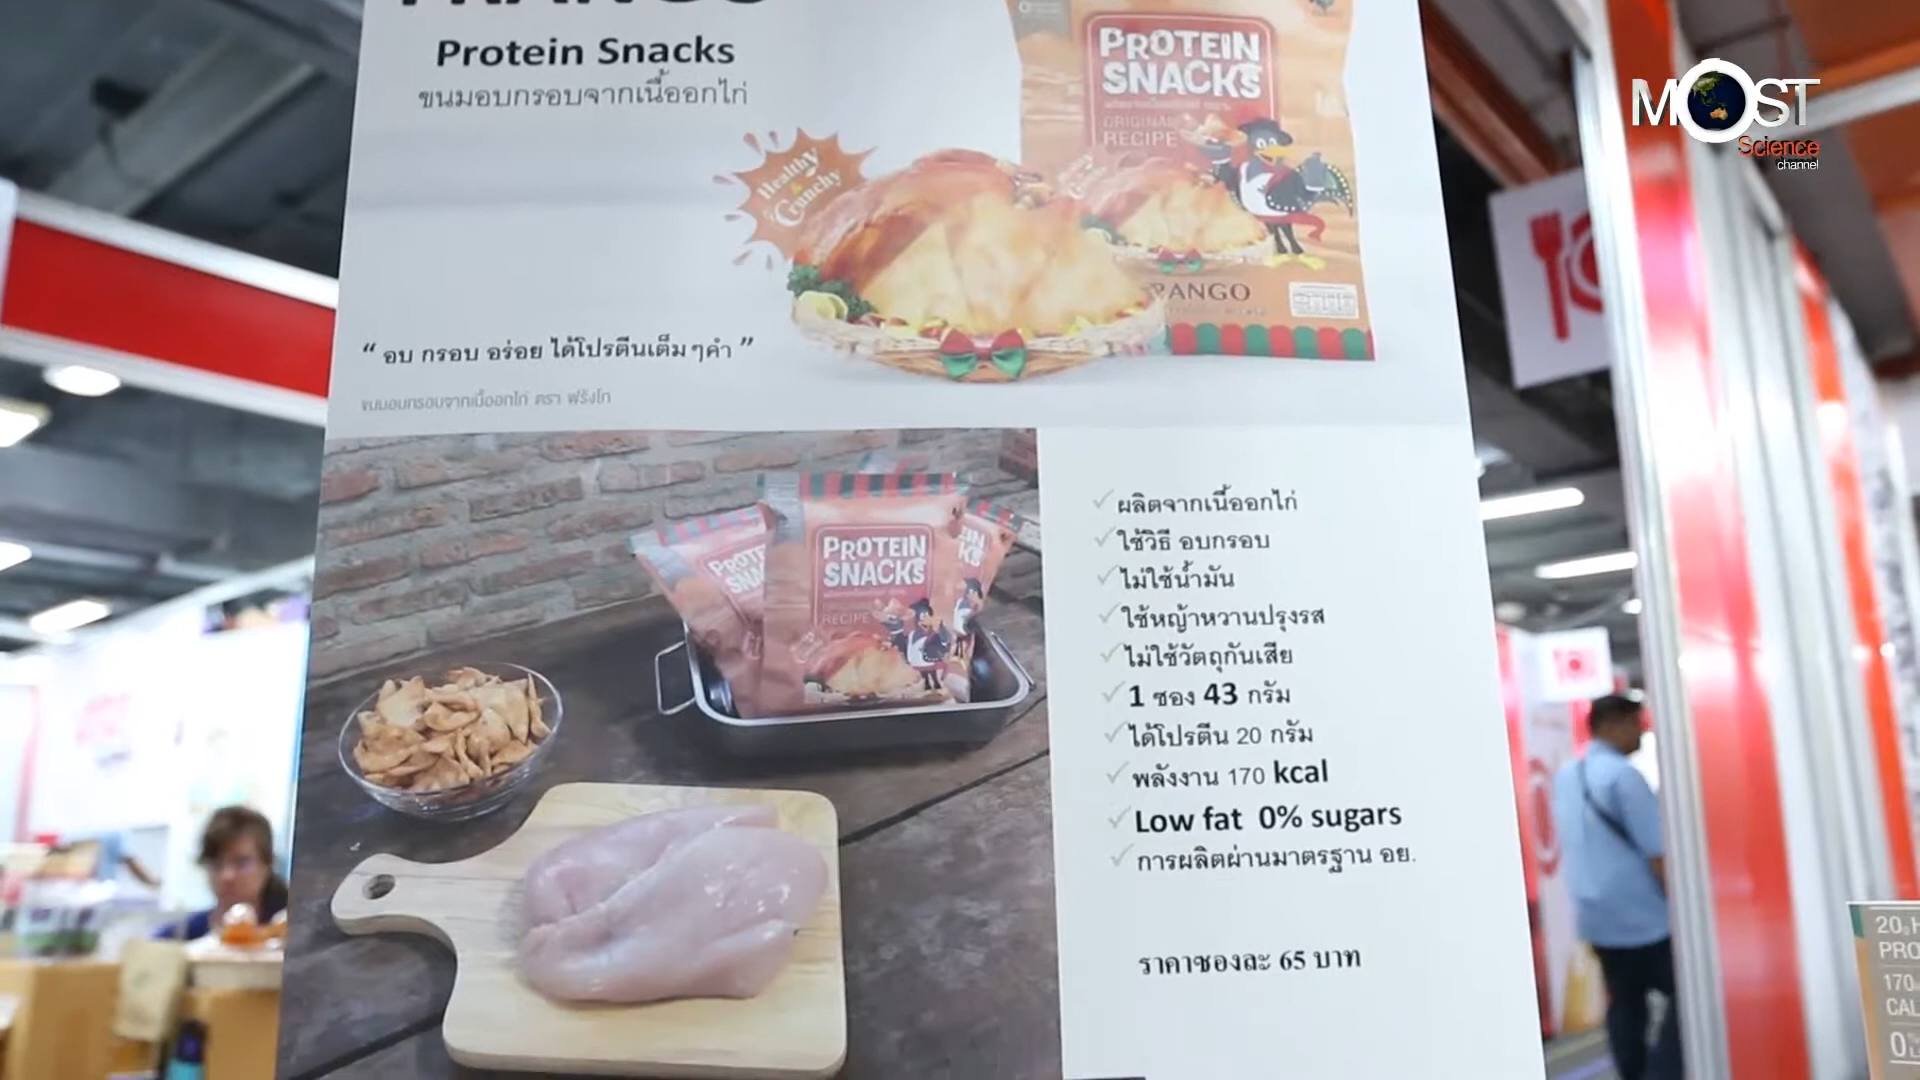 FRANGO
Protein Snacks
ขนมอบกรอบจากเนื้ออกไก่
Healthy
&
Crunchy
PROTEIN
SNACKS
ORIGINAL
RECIPE
RANGO
MOST
Science
channel
“ อบ กรอบ อร่อย ได้โปรตีนเต็มๆคำ ”
ขนมอบกรอบจากเนื้ออกไก่ ตรา ฟรังโก
PROTEIN
SNACKS
RECIPE
ผลิตจากเนื้ออกไก่
ใช้วิธี อบกรอบ
ไม่ใช้น้ำมัน
ใช้หญ้าหวานปรุงรส
ไม่ใช้วัตถุกันเสีย
1 ซอง 43 กรัม
ได้โปรตีน 20 กรัม
พลังงาน 170 kcal
Low fat 0% sugars
การผลิตผ่านมาตรฐาน อย.
ราคาซองละ 65 บาท
20g H
PRO
170
CAL
0